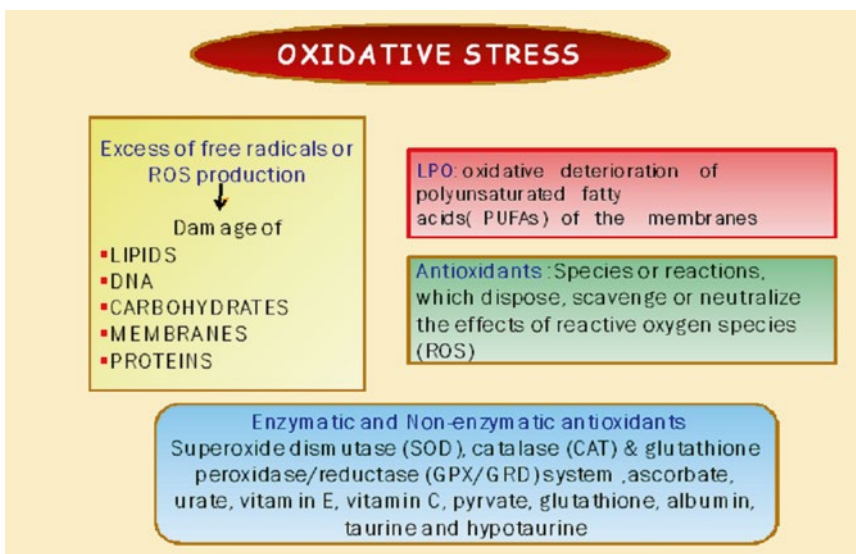 OXIDATIVE STRESS
Excess of free radicals or
ROS production
Damage of
LIPIDS
DNA
CARBOHYDRATES
MEMBRANES
PROTEINS
LPO: oxidative deterioration of
polyunsaturated fatty
acids( PUFAs) of the membranes
Antioxidants :Species or reactions,
which dispose, scavenge or neutralize
the effects of reactive oxygen species
(ROS)
Enzymatic and Non-enzymatic antioxidants
Superoxide dismutase (SOD), catalase (CAT) & glutathione
peroxidase/reductase (GPX/GRD) system ,ascorbate,
urate, vitamin E, vitamin C, pyrvate, glutathione, albumin,
taurine and hypotaurine